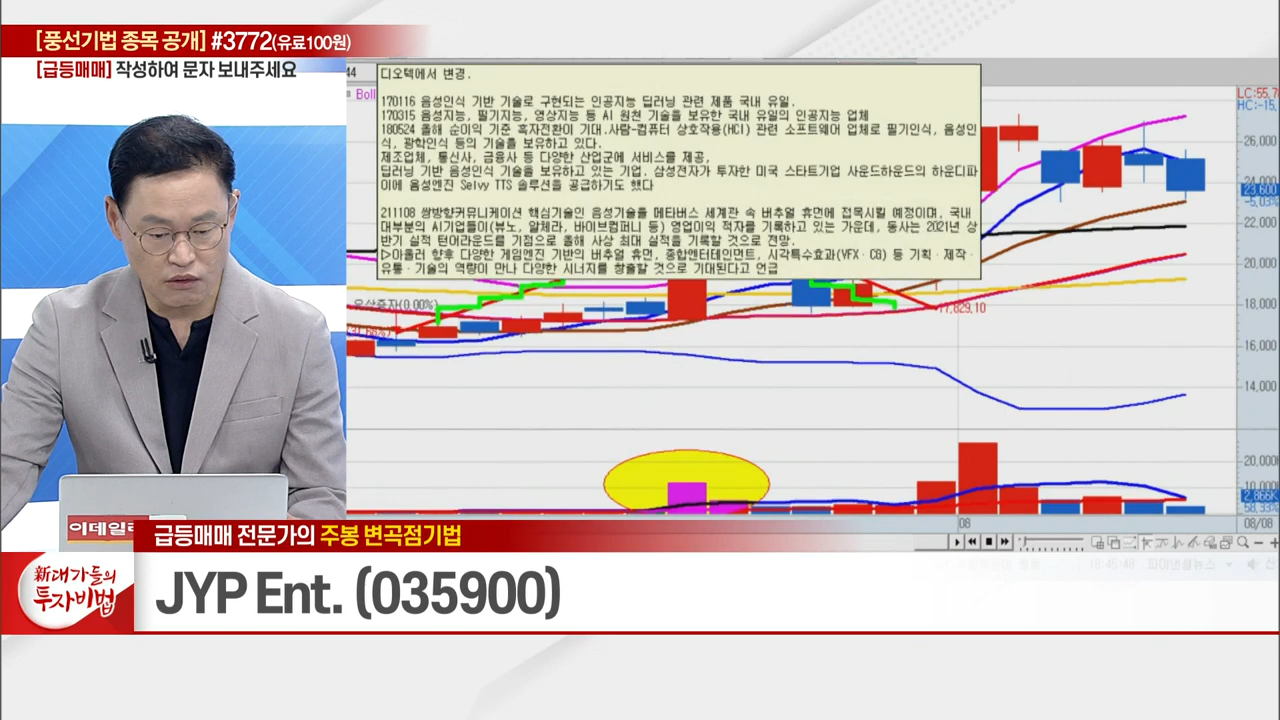 [풍선기법 종목 공개] #3772(유료100원)
[급등매매] 작성하여 문자 보내주세요
44
디오텍에서 변경.
170116 음성인식 기반 기술로 구현되는 인공지능 딥러닝 관련 제품 국내 유일.
170315 음성지능, 필기지능, 영상지능 등 AI 원천 기술을 보유한 국내 유일의 인공지능 업체
180524 올해 순이익 기준 흑자전환이 기대.사람-컴퓨터 상호작용(HCI) 관련 소프트웨어 업체로 필기인식, 음성인
식, 광학인식 등의 기술을 보유하고 있다.
제조업체, 통신사, 금융사 등 다양한 산업군에 서비스를 제공,
딥러닝 기반 음성인식 기술을 보유하고 있는 기업. 삼성전자가 투자한 미국 스타트기업 사운드하운드의 하운디파
이에 음성엔진 Selvy TTS 솔루션을 공급하기도 했다
211108 쌍방향커뮤니케이션 핵심기술인 음성기술을 메타버스 세계관 속 버추얼 휴먼에 접목시킬 예정이며, 국내
대부분의 AI기업들이(뷰노, 알체라, 바이브컴퍼니 등) 영업이익 적자를 기록하고 있는 가운데, 동사는 2021년 상
반기 실적 턴어라운드를 기점으로 올해 사상 최대 실적을 기록할 것으로 전망.
▷아울러 향후 다양한 게임엔진 기반의 버추얼 휴먼, 종합엔터테인먼트, 시각특수효과(VFX·CG) 등 기획·제작·
유통·기술의 역량이 만나 다양한 시너지를 창출할 것으로 기대된다고 언급
Boll
LC:55.7
HC:-15.
26,000
24,000
23,600
-5,03%
18,000
16,000
14,000
유상증자(0.00%)
17,629.10
20,000
10,000
2,866K
58,33%
08
08/08
이데일리
급등매매 전문가의 주봉 변곡점기법
新대가들의
투자비법
JYP Ent. (035900)